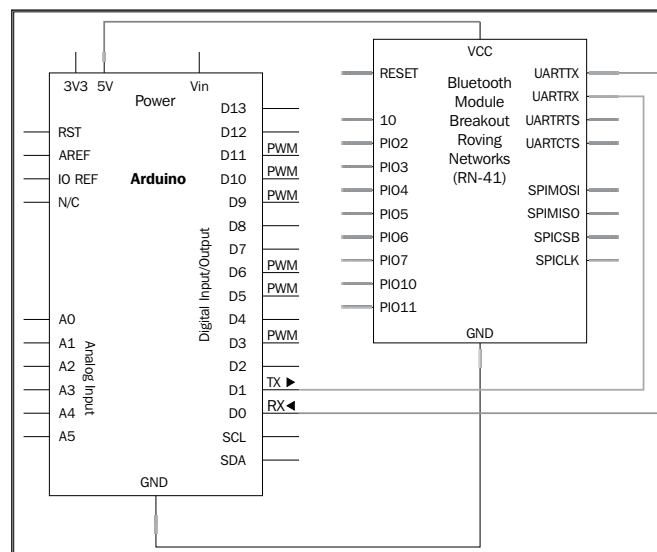 3V3 5V Vin
Power
RST
AREF
IO REF
N/C
Arduino
A0
A1
A2
A3
A4
A5
Analog Input
Digital Input/Output
D13
D12
D11 PWM
D10 PWM
D9 PWM
D8
D7
D6 PWM
D5 PWM
D4
D3 PWM
D2
D1 TX ►
D0 RX◄
SCL
SDA
GND
VCC
RESET
10
PIO2
PIO3
PIO4
PIO5
PIO6
PIO7
PIO10
PIO11
Bluetooth
Module
Breakout
Roving
Networks
(RN-41)
UARTTX
UARTRX
UARTRTS
UARTCTS
SPIMOSI
SPIMISO
SPICSB
SPICLK
GND